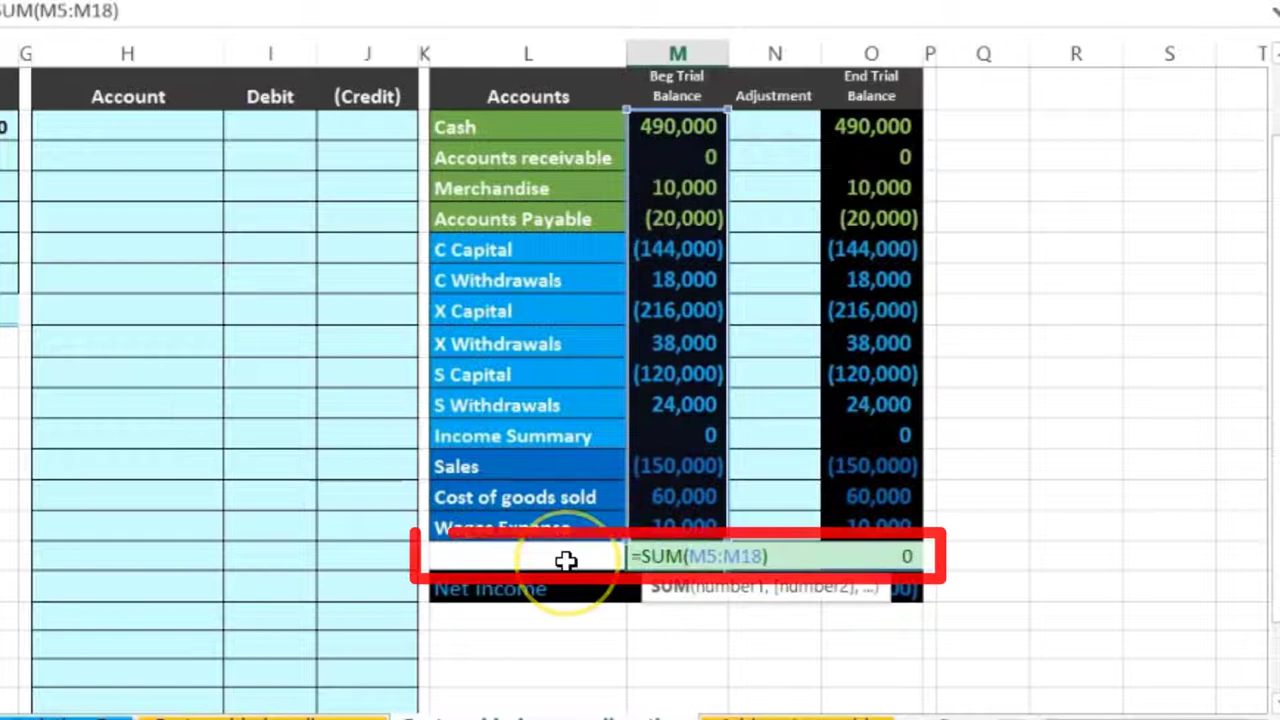 SUM(M5:M18)
G H I J K L M N O P Q R S T
Beg Trial End Trial
Account Debit (Credit) Accounts Balance Adjustment Balance
0 Cash 490,000 490,000
Accounts receivable 0 0
Merchandise 10,000 10,000
Accounts Payable (20,000) (20,000)
C Capital (144,000) (144,000)
C Withdrawals 18,000 18,000
X Capital (216,000) (216,000)
X Withdrawals 38,000 38,000
S Capital (120,000) (120,000)
S Withdrawals 24,000 24,000
Income Summary 0 0
Sales (150,000) (150,000)
Cost of goods sold 60,000 60,000
Wages Expense 10,000 10,000
=SUM(M5:M18) 0
Net Income SUM(number1, [number2], ...) 00)